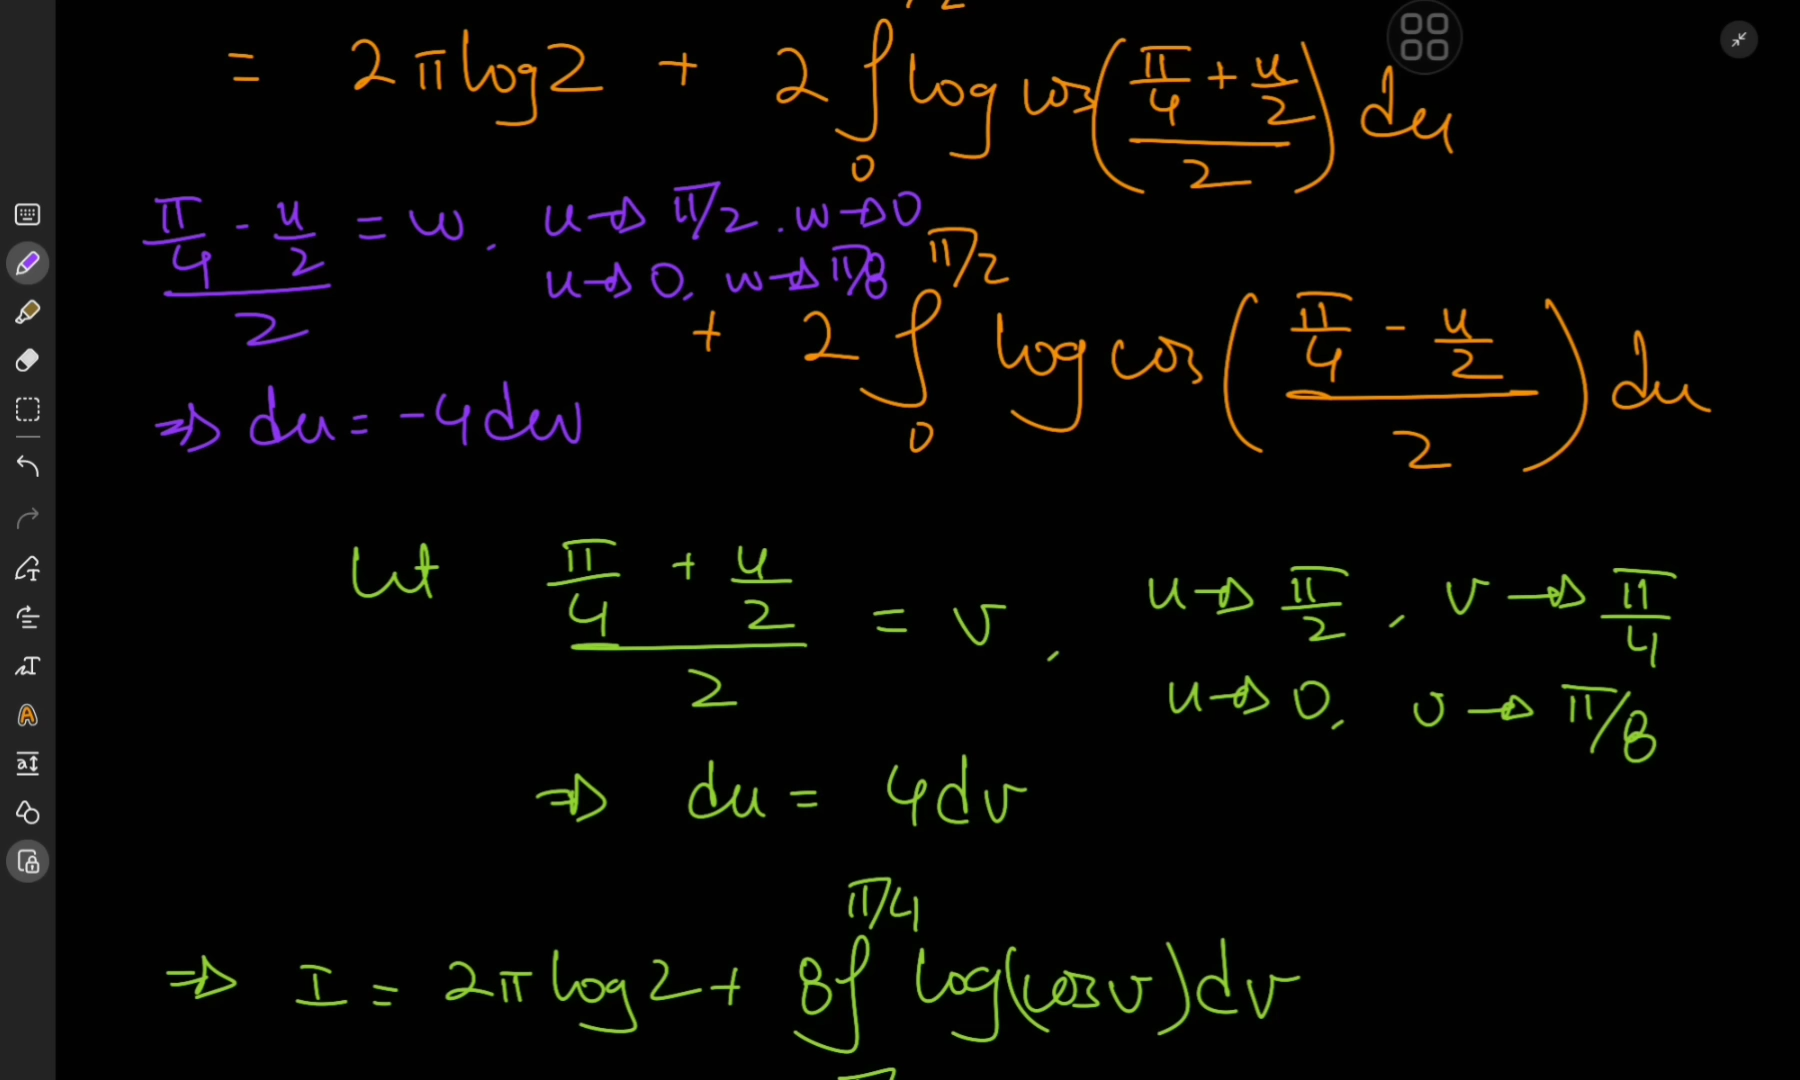 = 2π log2 + 2∫₀^{π/2} log cos((π/4 + u/2)/2) du
(π/4 - u/2)/2 = w, u→π/2. w→0
u→0, w→π/8
+ 2∫₀^{π/2} log cos((π/4 - u/2)/2) du
⇒ du = -4dw
Let (π/4 + u/2)/2 = v, u→π/2, v→π/4
u→0, v→π/8
⇒ du = 4dv
⇒ I = 2π log2 + 8∫^{π/4} log(cos v) dv